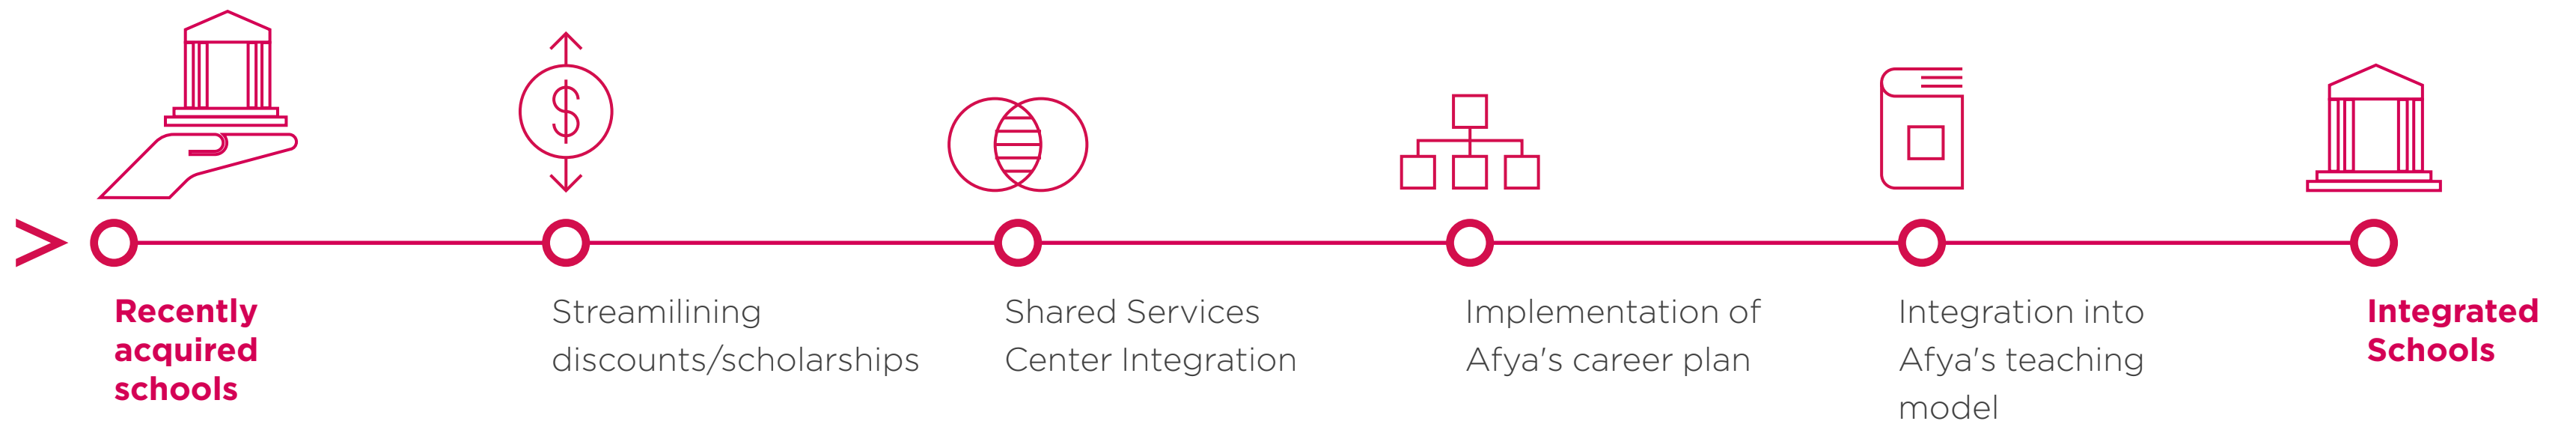 Recently
acquired
schools
Streamilining
discounts/scholarships
Shared Services
Center Integration
Implementation of
Afya's career plan
Integration into
Afya's teaching
model
Integrated
Schools